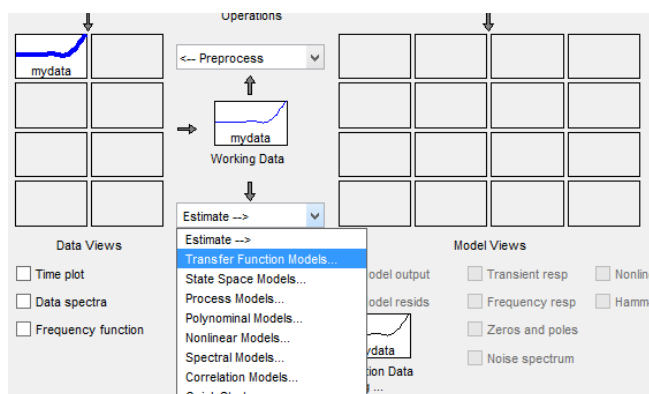 Operations
mydata
<-- Preprocess
mydata
Working Data
Estimate -->
Data Views
Model Views
Estimate -->
Transfer Function Models...
State Space Models...
Process Models...
Polynominal Models...
Nonlinear Models...
Spectral Models...
Correlation Models...
Time plot
Data spectra
Frequency function
odel output
Transient resp
Nonlin
odel resids
Frequency resp
Hamm
Zeros and poles
ydata
Noise spectrum
tion Data